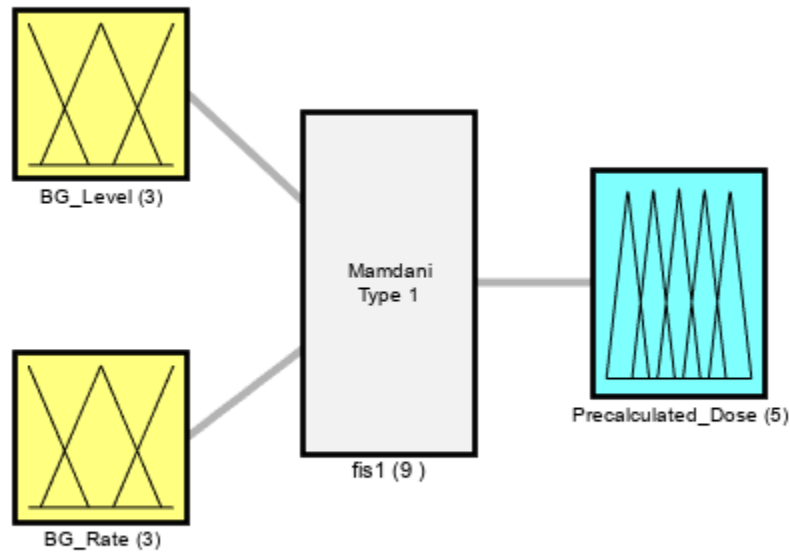 BG_Level (3)
Mamdani
Type 1
Precalculated_Dose (5)
fis1 (9 )
BG_Rate (3)